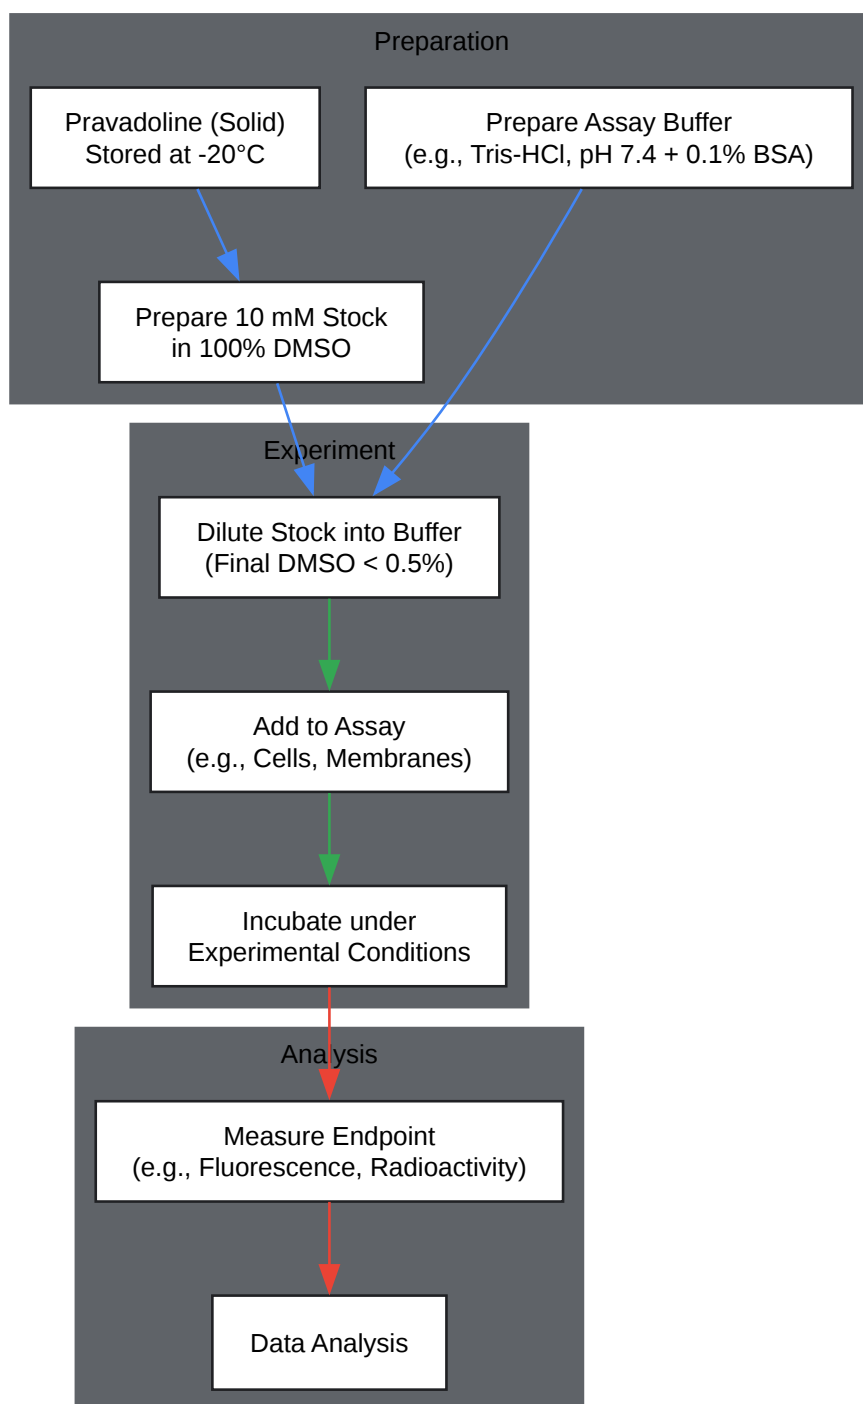 Preparation
Pravadoline (Solid)
Stored at -20°C
Prepare Assay Buffer
(e.g., Tris-HCl, pH 7.4 + 0.1% BSA)
Prepare 10 mM Stock
in 100% DMSO
Experiment
Dilute Stock into Buffer
(Final DMSO < 0.5%)
Add to Assay
(e.g., Cells, Membranes)
Incubate under
Experimental Conditions
Analysis
Measure Endpoint
(e.g., Fluorescence, Radioactivity)
Data Analysis